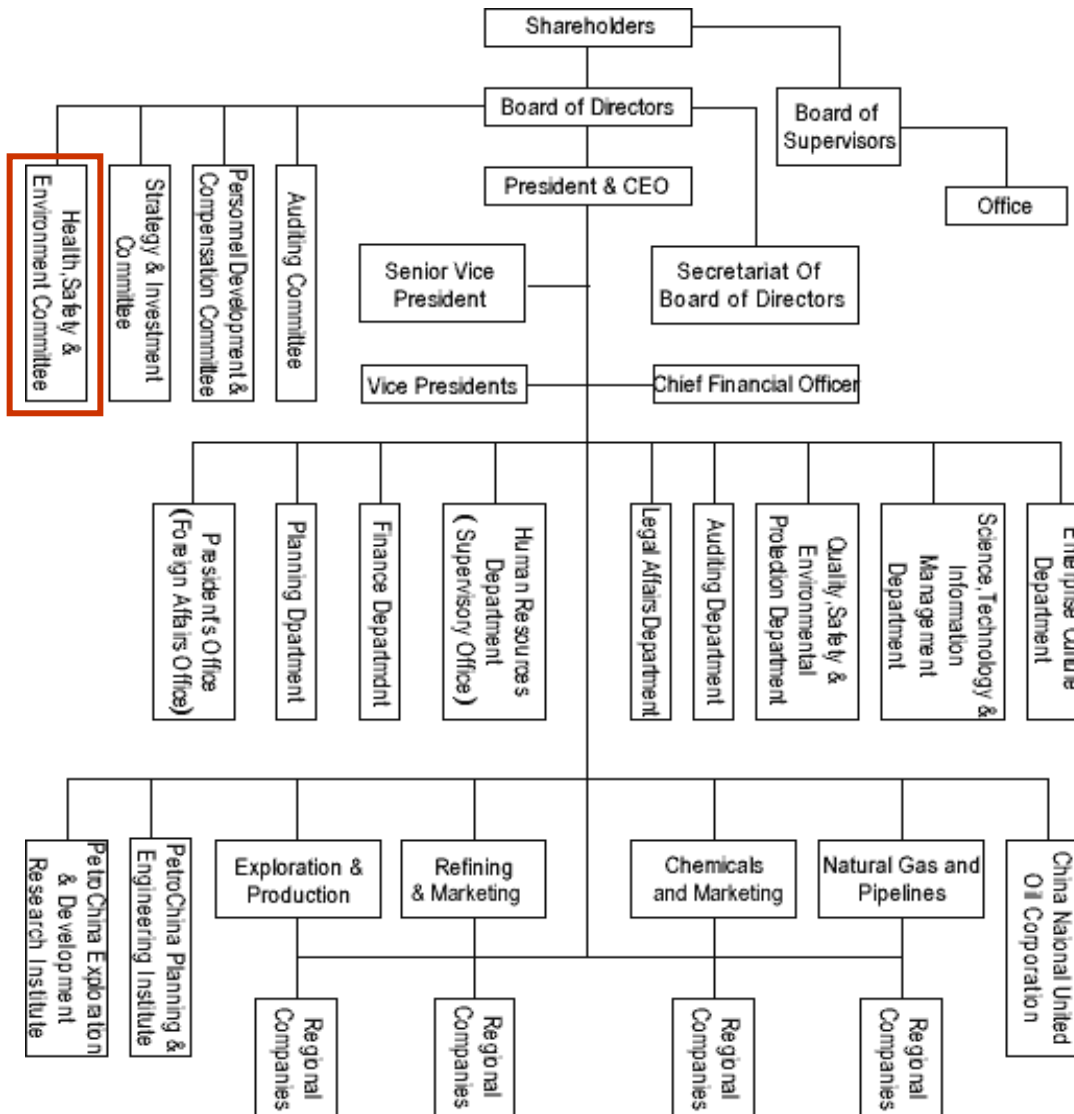 Shareholders
Board of Directors
Board of
Supervisors
President & CEO
Office
Health,Safety &
Environment Committee
Strategy & Investment
Committee
Personnel Development &
Compensation Committee
Auditing Committee
Senior Vice
President
Secretariat Of
Board of Directors
Vice Presidents
Chief Financial Officer
President's Office
(Foreign Affairs Office)
Planning Dpartment
Finance Departmdnt
Human Resources
Department
( Supervisory Office)
Legal Affairs Department
Auditing Department
Quality,Safety &
Environmental
Protection Department
Science,Technology &
Information
Management
Department
Enterprise Culture
Department
PetroChina Exploration
& Development
Research Institute
PetroChina Planning &
Engineering Institute
Exploration &
Production
Refining
& Marketing
Chemicals
and Marketing
Natural Gas and
Pipelines
China Naional United
Oil Corporation
Regional
Companies
Regional
Companies
Regional
Companies
Regional
Companies